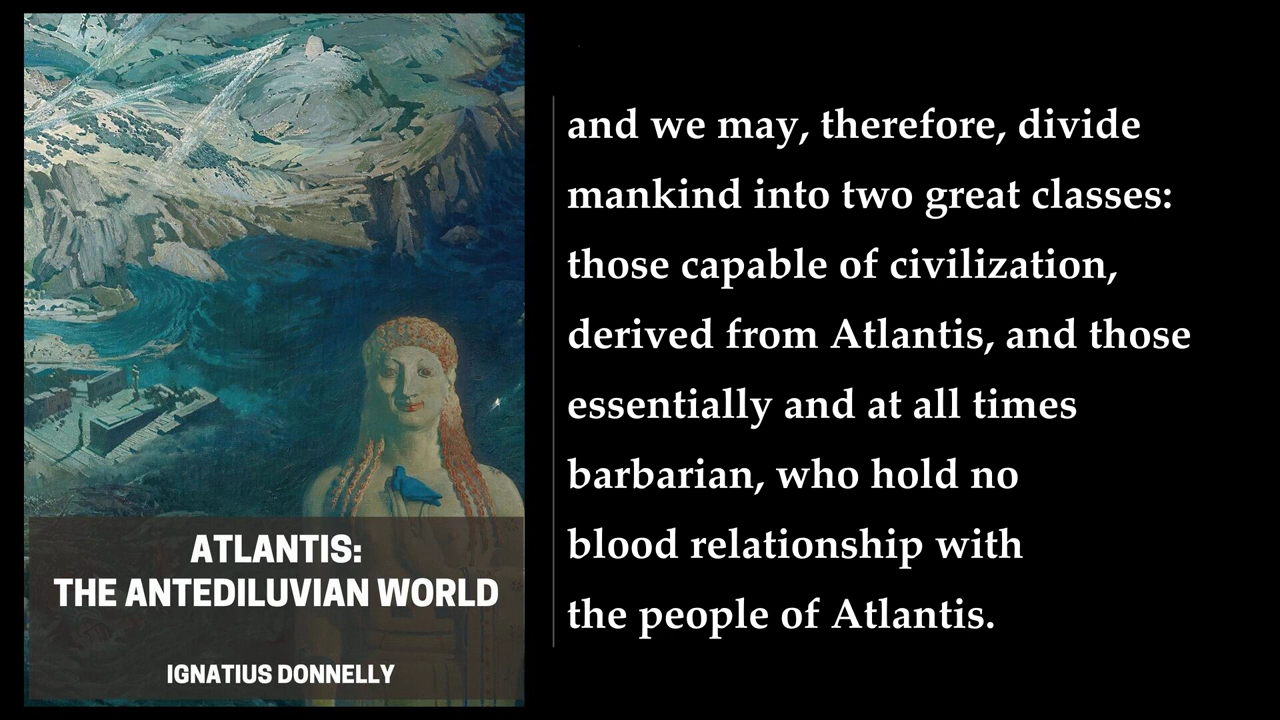 and we may, therefore, divide
mankind into two great classes:
those capable of civilization,
derived from Atlantis, and those
essentially and at all times
barbarian, who hold no
blood relationship with
the people of Atlantis.
ATLANTIS:
THE ANTEDILUVIAN WORLD
IGNATIUS DONNELLY